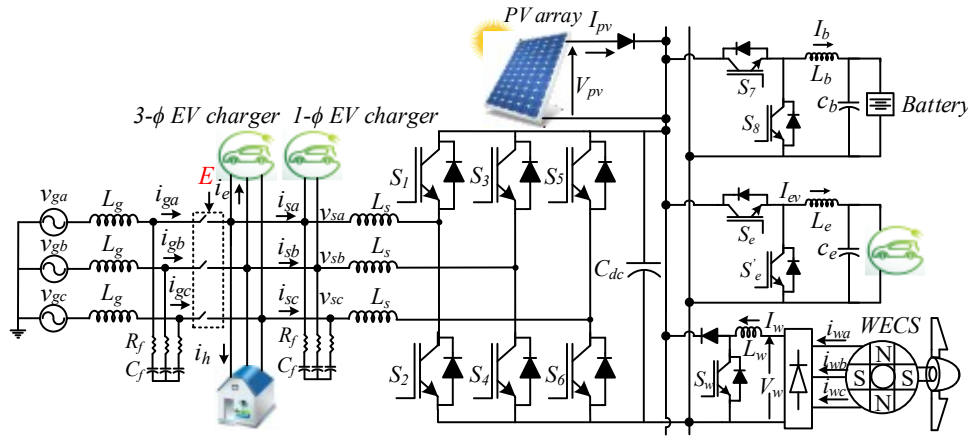 PV array
I_pv
V_pv
3-ϕ EV charger
1-ϕ EV charger
E
i_e
v_ga
L_g
i_ga
i_sa
v_sa
L_s
v_gb
L_g
i_gb
i_sb
v_sb
L_s
v_gc
L_g
i_gc
i_sc
v_sc
L_s
R_f
C_f
i_h
R_f
C_f
S_1
S_3
S_5
S_2
S_4
S_6
C_dc
S_7
S_8
I_b
L_b
c_b
Battery
S_e
S'_e
I_ev
L_e
c_e
I_w
L_w
S_w
V_w
i_wa
i_wb
i_wc
WECS
N
S
S
N